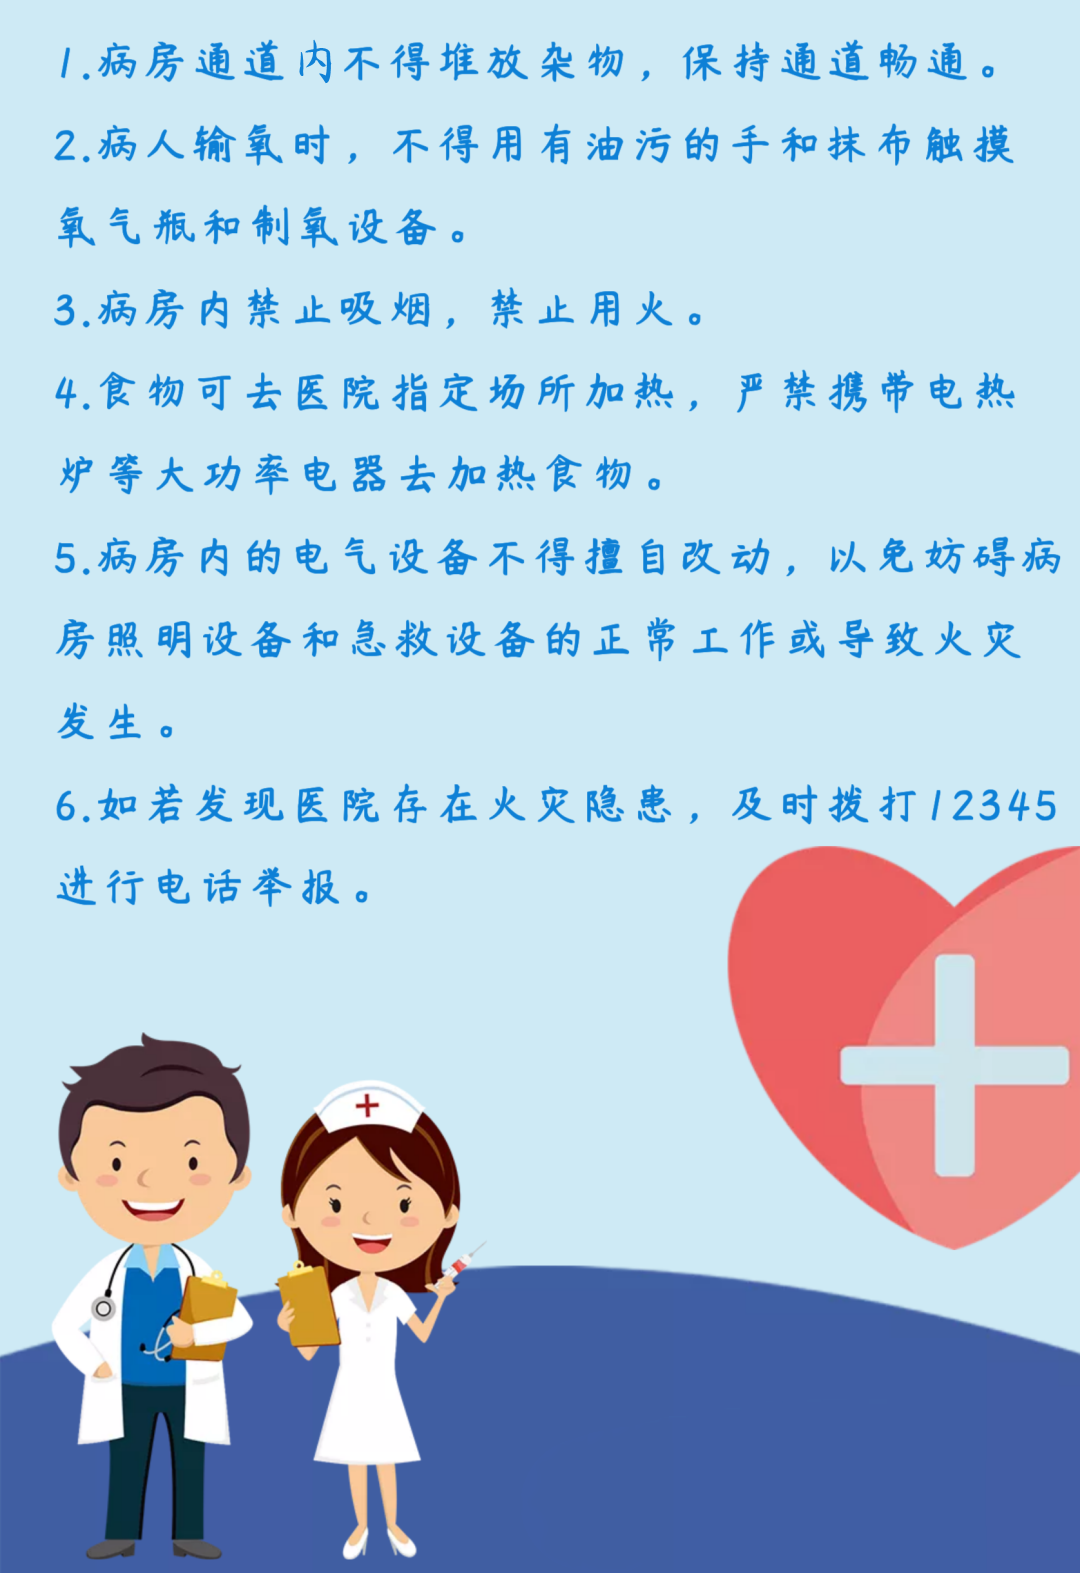 1.病房通道内不得堆放杂物，保持通道畅通。
2.病人输氧时，不得用有油污的手和抹布触摸
氧气瓶和制氧设备。
3.病房内禁止吸烟，禁止用火。
4.食物可去医院指定场所加热，严禁携带电热
炉等大功率电器去加热食物。
5.病房内的电气设备不得擅自改动，以免妨碍病
房照明设备和急救设备的正常工作或导致火灾
发生。
6.如若发现医院存在火灾隐患，及时拨打12345
进行电话举报。